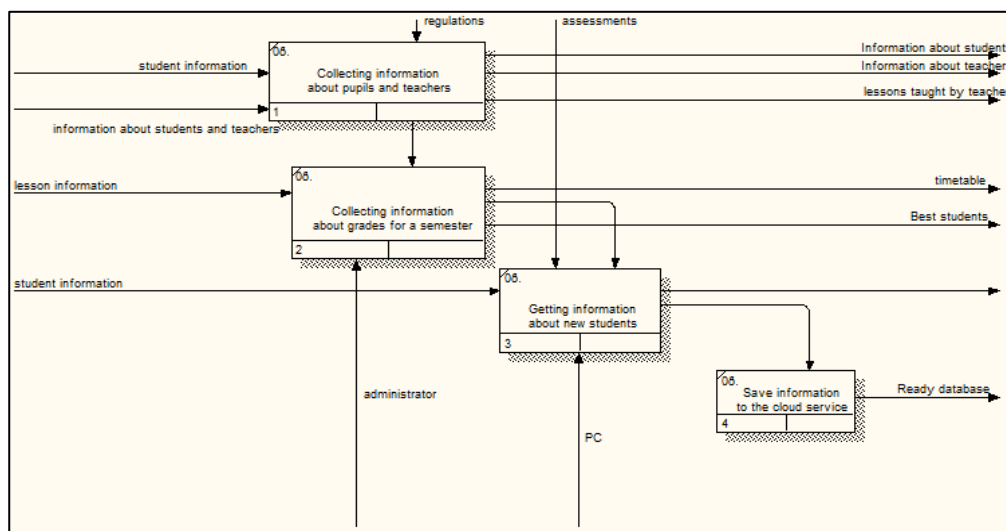 regulations
assessments
0б.
Collecting information
about pupils and teachers
1
student information
information about students and teachers
Information about student
Information about teacher
lessons taught by teache
0б.
Collecting information
about grades for a semester
2
lesson information
timetable
Best students
0б.
Getting information
about new students
3
student information
0б.
Save information
to the cloud service
4
Ready database
administrator
PC